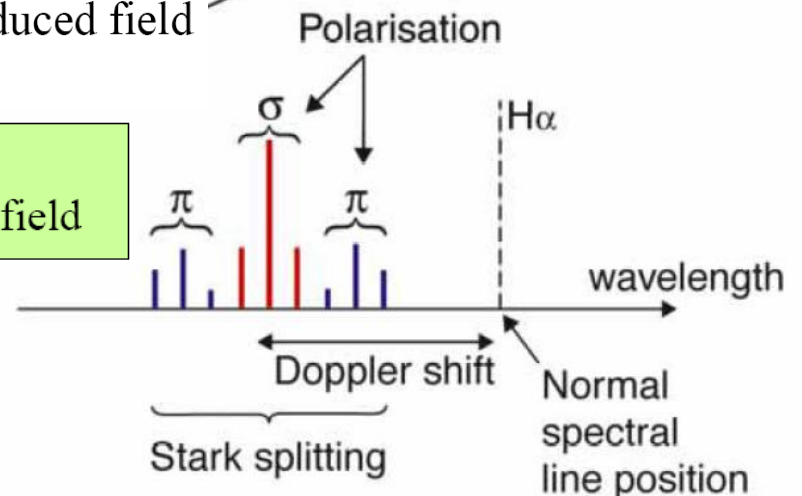 duced field
Polarisation
σ
Hα
π
π
field
wavelength
Doppler shift
Normal
spectral
line position
Stark splitting